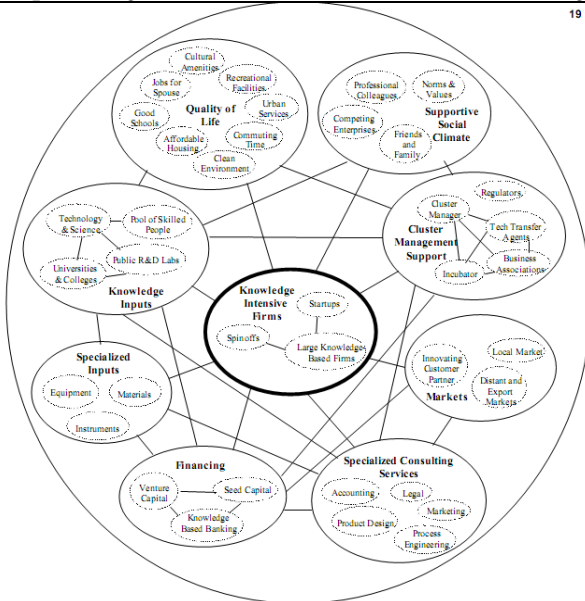 19
Cultural
Amenities
Jobs for
Spouse
Recreational
Facilities
Quality of
Life
Good
Schools
Urban
Services
Affordable
Housing
Commuting
Time
Clean
Environment
Professional
Colleagues
Norms &
Values
Supportive
Social
Climate
Competing
Enterprises
Friends
and
Family
Technology
& Science
Pool of Skilled
People
Public R&D Labs
Universities
& Colleges
Knowledge
Inputs
Regulators
Cluster
Manager
Cluster
Management
Support
Tech Transfer
Agents
Business
Associations
Incubator
Knowledge
Intensive
Firms
Startups
Spinoffs
Large Knowledge-
Based Firms
Specialized
Inputs
Equipment
Materials
Instruments
Local Market
Innovating
Customer
Partner
Distant and
Export
Markets
Markets
Financing
Venture
Capital
Seed Capital
Knowledge
Based Banking
Specialized Consulting
Services
Accounting
Legal
Marketing
Product Design
Process
Engineering